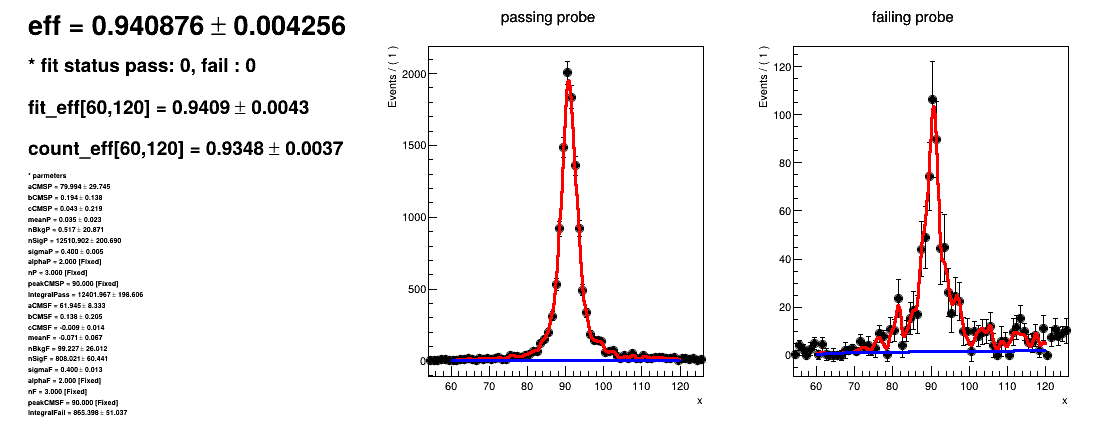 eff = 0.940876 ± 0.004256
* fit status pass: 0, fail : 0
fit_eff[60,120] = 0.9409 ± 0.0043
count_eff[60,120] = 0.9348 ± 0.0037
* parmeters
aCMSP = 79.994 ± 29.745
bCMSP = 0.194 ± 0.138
cCMSP = 0.043 ± 0.219
meanP = 0.035 ± 0.023
nBkgP = 0.517 ± 20.871
nSigP = 12510.902 ± 200.690
sigmaP = 0.400 ± 0.005
alphaP = 2.000 [Fixed]
nP = 3.000 [Fixed]
peakCMSP = 90.000 [Fixed]
IntegralPass = 12401.967 ± 198.606
aCMSF = 61.945 ± 8.333
bCMSF = 0.138 ± 0.205
cCMSF = -0.009 ± 0.014
meanF = -0.071 ± 0.067
nBkgF = 99.227 ± 26.012
nSigF = 808.021 ± 60.441
sigmaF = 0.400 ± 0.013
alphaF = 2.000 [Fixed]
nF = 3.000 [Fixed]
peakCMSF = 90.000 [Fixed]
IntegralFail = 865.398 ± 51.037
passing probe
Events / ( 1 )
2000
1500
1000
500
0
60 70 80 90 100 110 120
x
failing probe
Events / ( 1 )
120
100
80
60
40
20
0
60 70 80 90 100 110 120
x